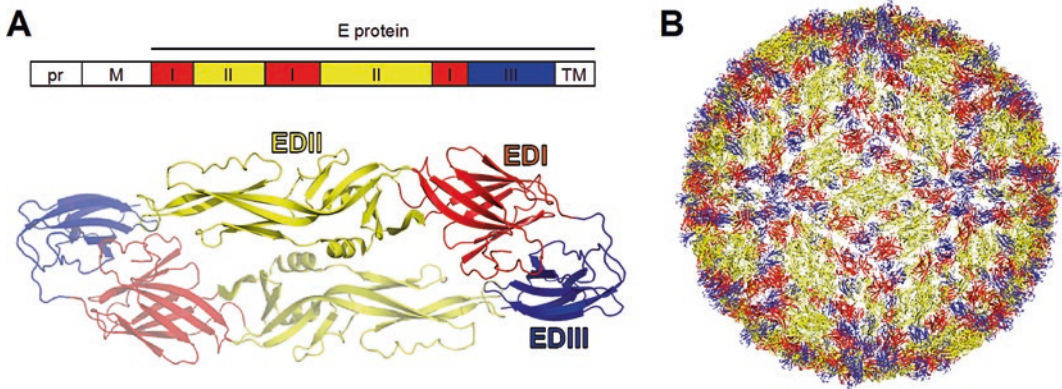 A
B
E protein
pr M I II I II I III TM
EDII
EDI
EDIII